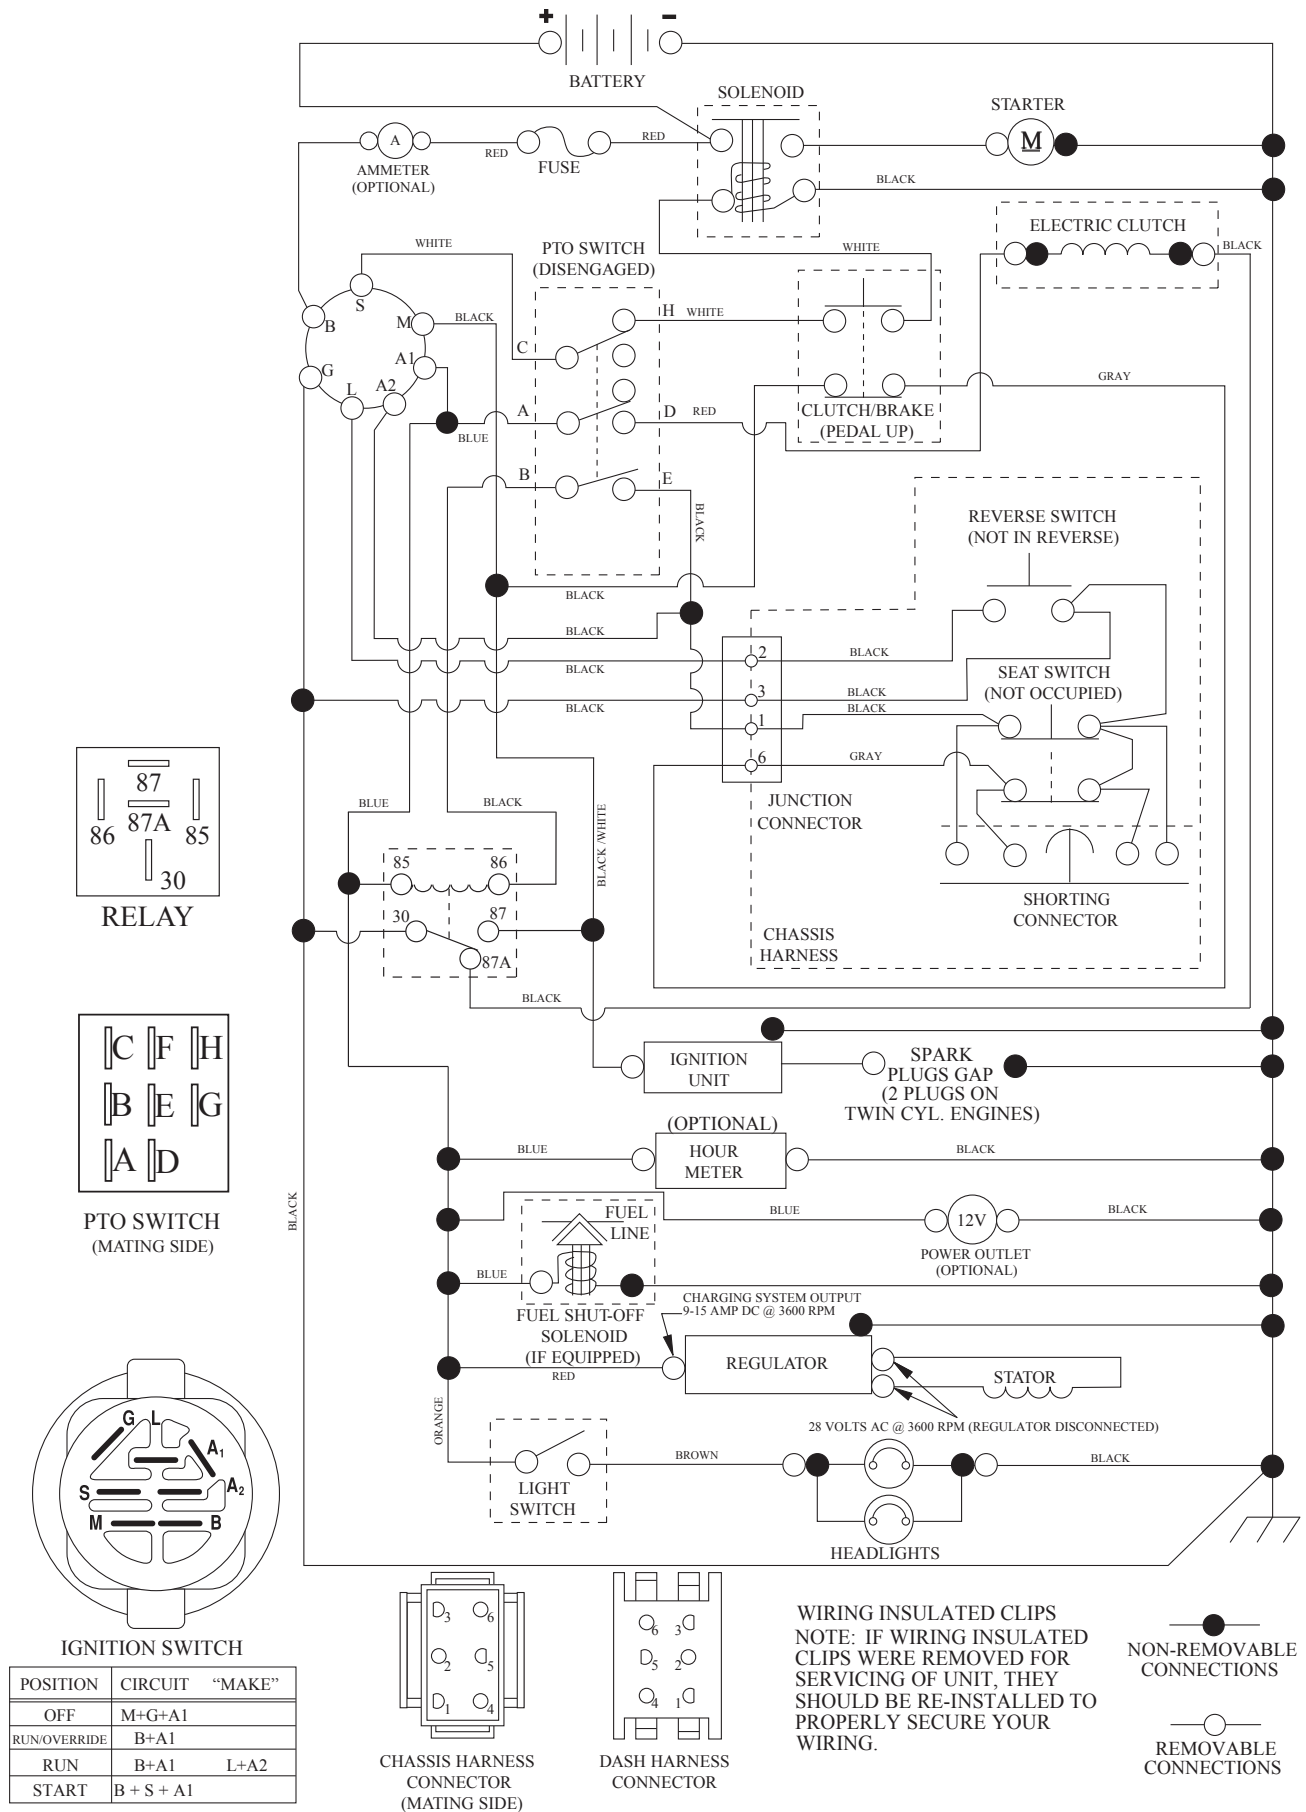 + −
BATTERY
SOLENOID
STARTER
A
RED
FUSE
RED
M
AMMETER
(OPTIONAL)
BLACK
ELECTRIC CLUTCH
WHITE
PTO SWITCH
(DISENGAGED)
WHITE
BLACK
S
B
M
BLACK
H
WHITE
C
G
A1
L
A2
GRAY
A
BLUE
D
RED
CLUTCH/BRAKE
(PEDAL UP)
B
E
BLACK
REVERSE SWITCH
(NOT IN REVERSE)
BLACK
BLACK
BLACK
2
BLACK
SEAT SWITCH
(NOT OCCUPIED)
3
BLACK
BLACK
BLACK
1
6
GRAY
JUNCTION
CONNECTOR
87
87A
86
85
30
RELAY
BLUE
BLACK
BLACK /WHITE
85
86
30
87
87A
SHORTING
CONNECTOR
CHASSIS
HARNESS
BLACK
C F H
B E G
A D
PTO SWITCH
(MATING SIDE)
IGNITION
UNIT
SPARK
PLUGS GAP
(2 PLUGS ON
TWIN CYL. ENGINES)
(OPTIONAL)
HOUR
METER
BLUE
BLACK
BLACK
FUEL
LINE
BLUE
12V
BLACK
POWER OUTLET
(OPTIONAL)
BLUE
FUEL SHUT-OFF
SOLENOID
(IF EQUIPPED)
CHARGING SYSTEM OUTPUT
9-15 AMP DC @ 3600 RPM
RED
REGULATOR
STATOR
28 VOLTS AC @ 3600 RPM (REGULATOR DISCONNECTED)
ORANGE
LIGHT
SWITCH
BROWN
BLACK
HEADLIGHTS
G
L
A1
S
A2
M
B
IGNITION SWITCH
POSITION CIRCUIT "MAKE"
OFF M+G+A1
RUN/OVERRIDE B+A1
RUN B+A1 L+A2
START B + S + A1
3 6
2 5
1 4
CHASSIS HARNESS
CONNECTOR
(MATING SIDE)
6 3
5 2
4 1
DASH HARNESS
CONNECTOR
WIRING INSULATED CLIPS
NOTE: IF WIRING INSULATED
CLIPS WERE REMOVED FOR
SERVICING OF UNIT, THEY
SHOULD BE RE-INSTALLED TO
PROPERLY SECURE YOUR
WIRING.
NON-REMOVABLE
CONNECTIONS
REMOVABLE
CONNECTIONS